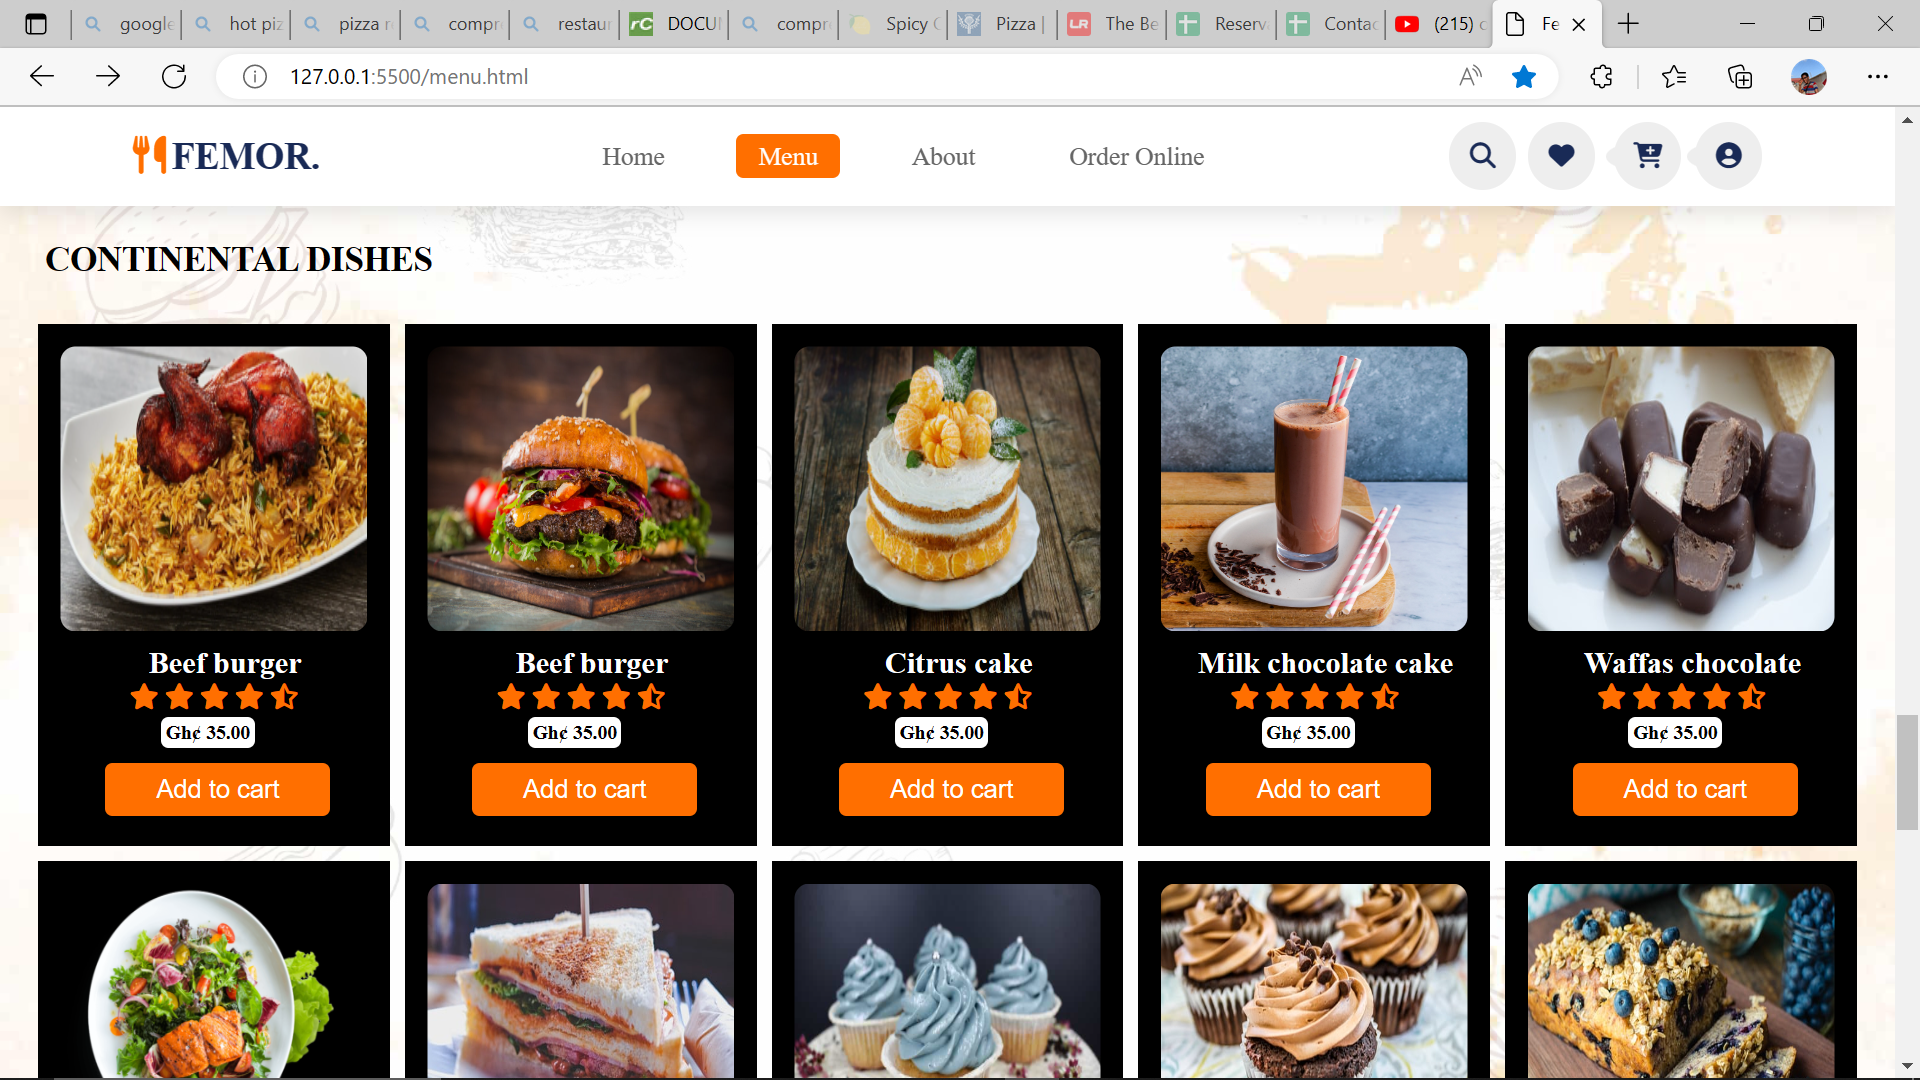 google
hot piz
pizza r
compr
restaur
rC DOCU
compr
Spicy C
Pizza |
LR The Be
Reserv
Contac
(215) c
Fe
127.0.0.1:5500/menu.html
FEMOR.
Home
Menu
About
Order Online
CONTINENTAL DISHES
Beef burger
Gh¢ 35.00
Add to cart
Beef burger
Gh¢ 35.00
Add to cart
Citrus cake
Gh¢ 35.00
Add to cart
Milk chocolate cake
Gh¢ 35.00
Add to cart
Waffas chocolate
Gh¢ 35.00
Add to cart